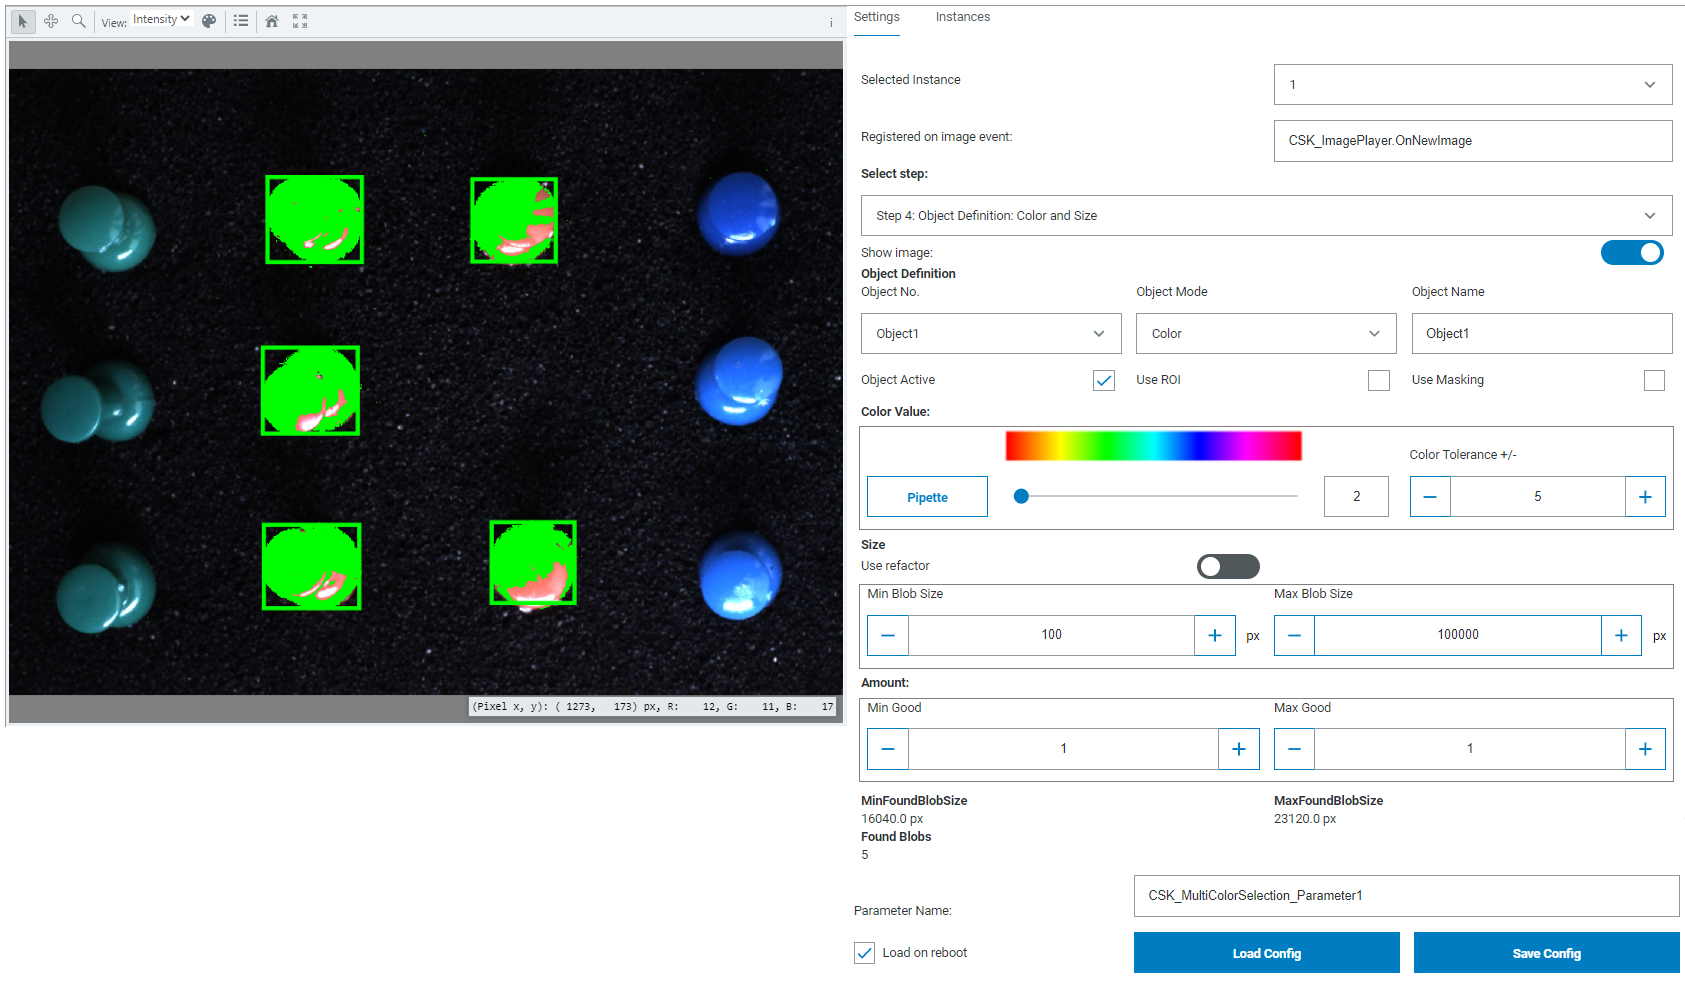 View: Intensity
i
Settings Instances
Selected Instance
1
Registered on image event:
CSK_ImagePlayer.OnNewImage
Select step:
Step 4: Object Definition: Color and Size
Show image:
Object Definition
Object No. Object Mode Object Name
Object1 Color Object1
Object Active Use ROI Use Masking
Color Value:
Color Tolerance +/-
Pipette 2 − 5 +
Size
Use refactor
Min Blob Size Max Blob Size
− 100 + px − 100000 + px
Amount:
Min Good Max Good
− 1 + − 1 +
MinFoundBlobSize MaxFoundBlobSize
16040.0 px 23120.0 px
Found Blobs
5
(Pixel x, y): ( 1273, 173) px, R: 12, G: 11, B: 17
Parameter Name:
CSK_MultiColorSelection_Parameter1
Load on reboot Load Config Save Config